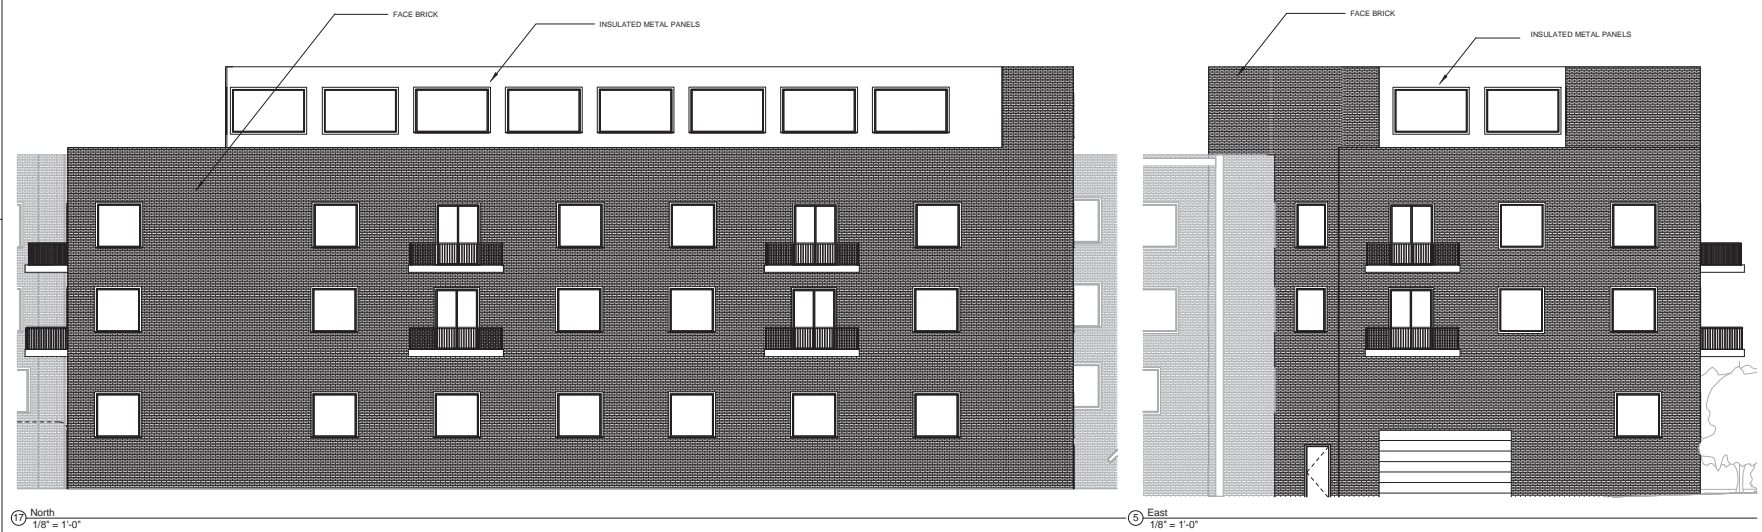 FACE BRICK
INSULATED METAL PANELS
FACE BRICK
INSULATED METAL PANELS
17 North
1/8" = 1'-0"
5 East
1/8" = 1'-0"